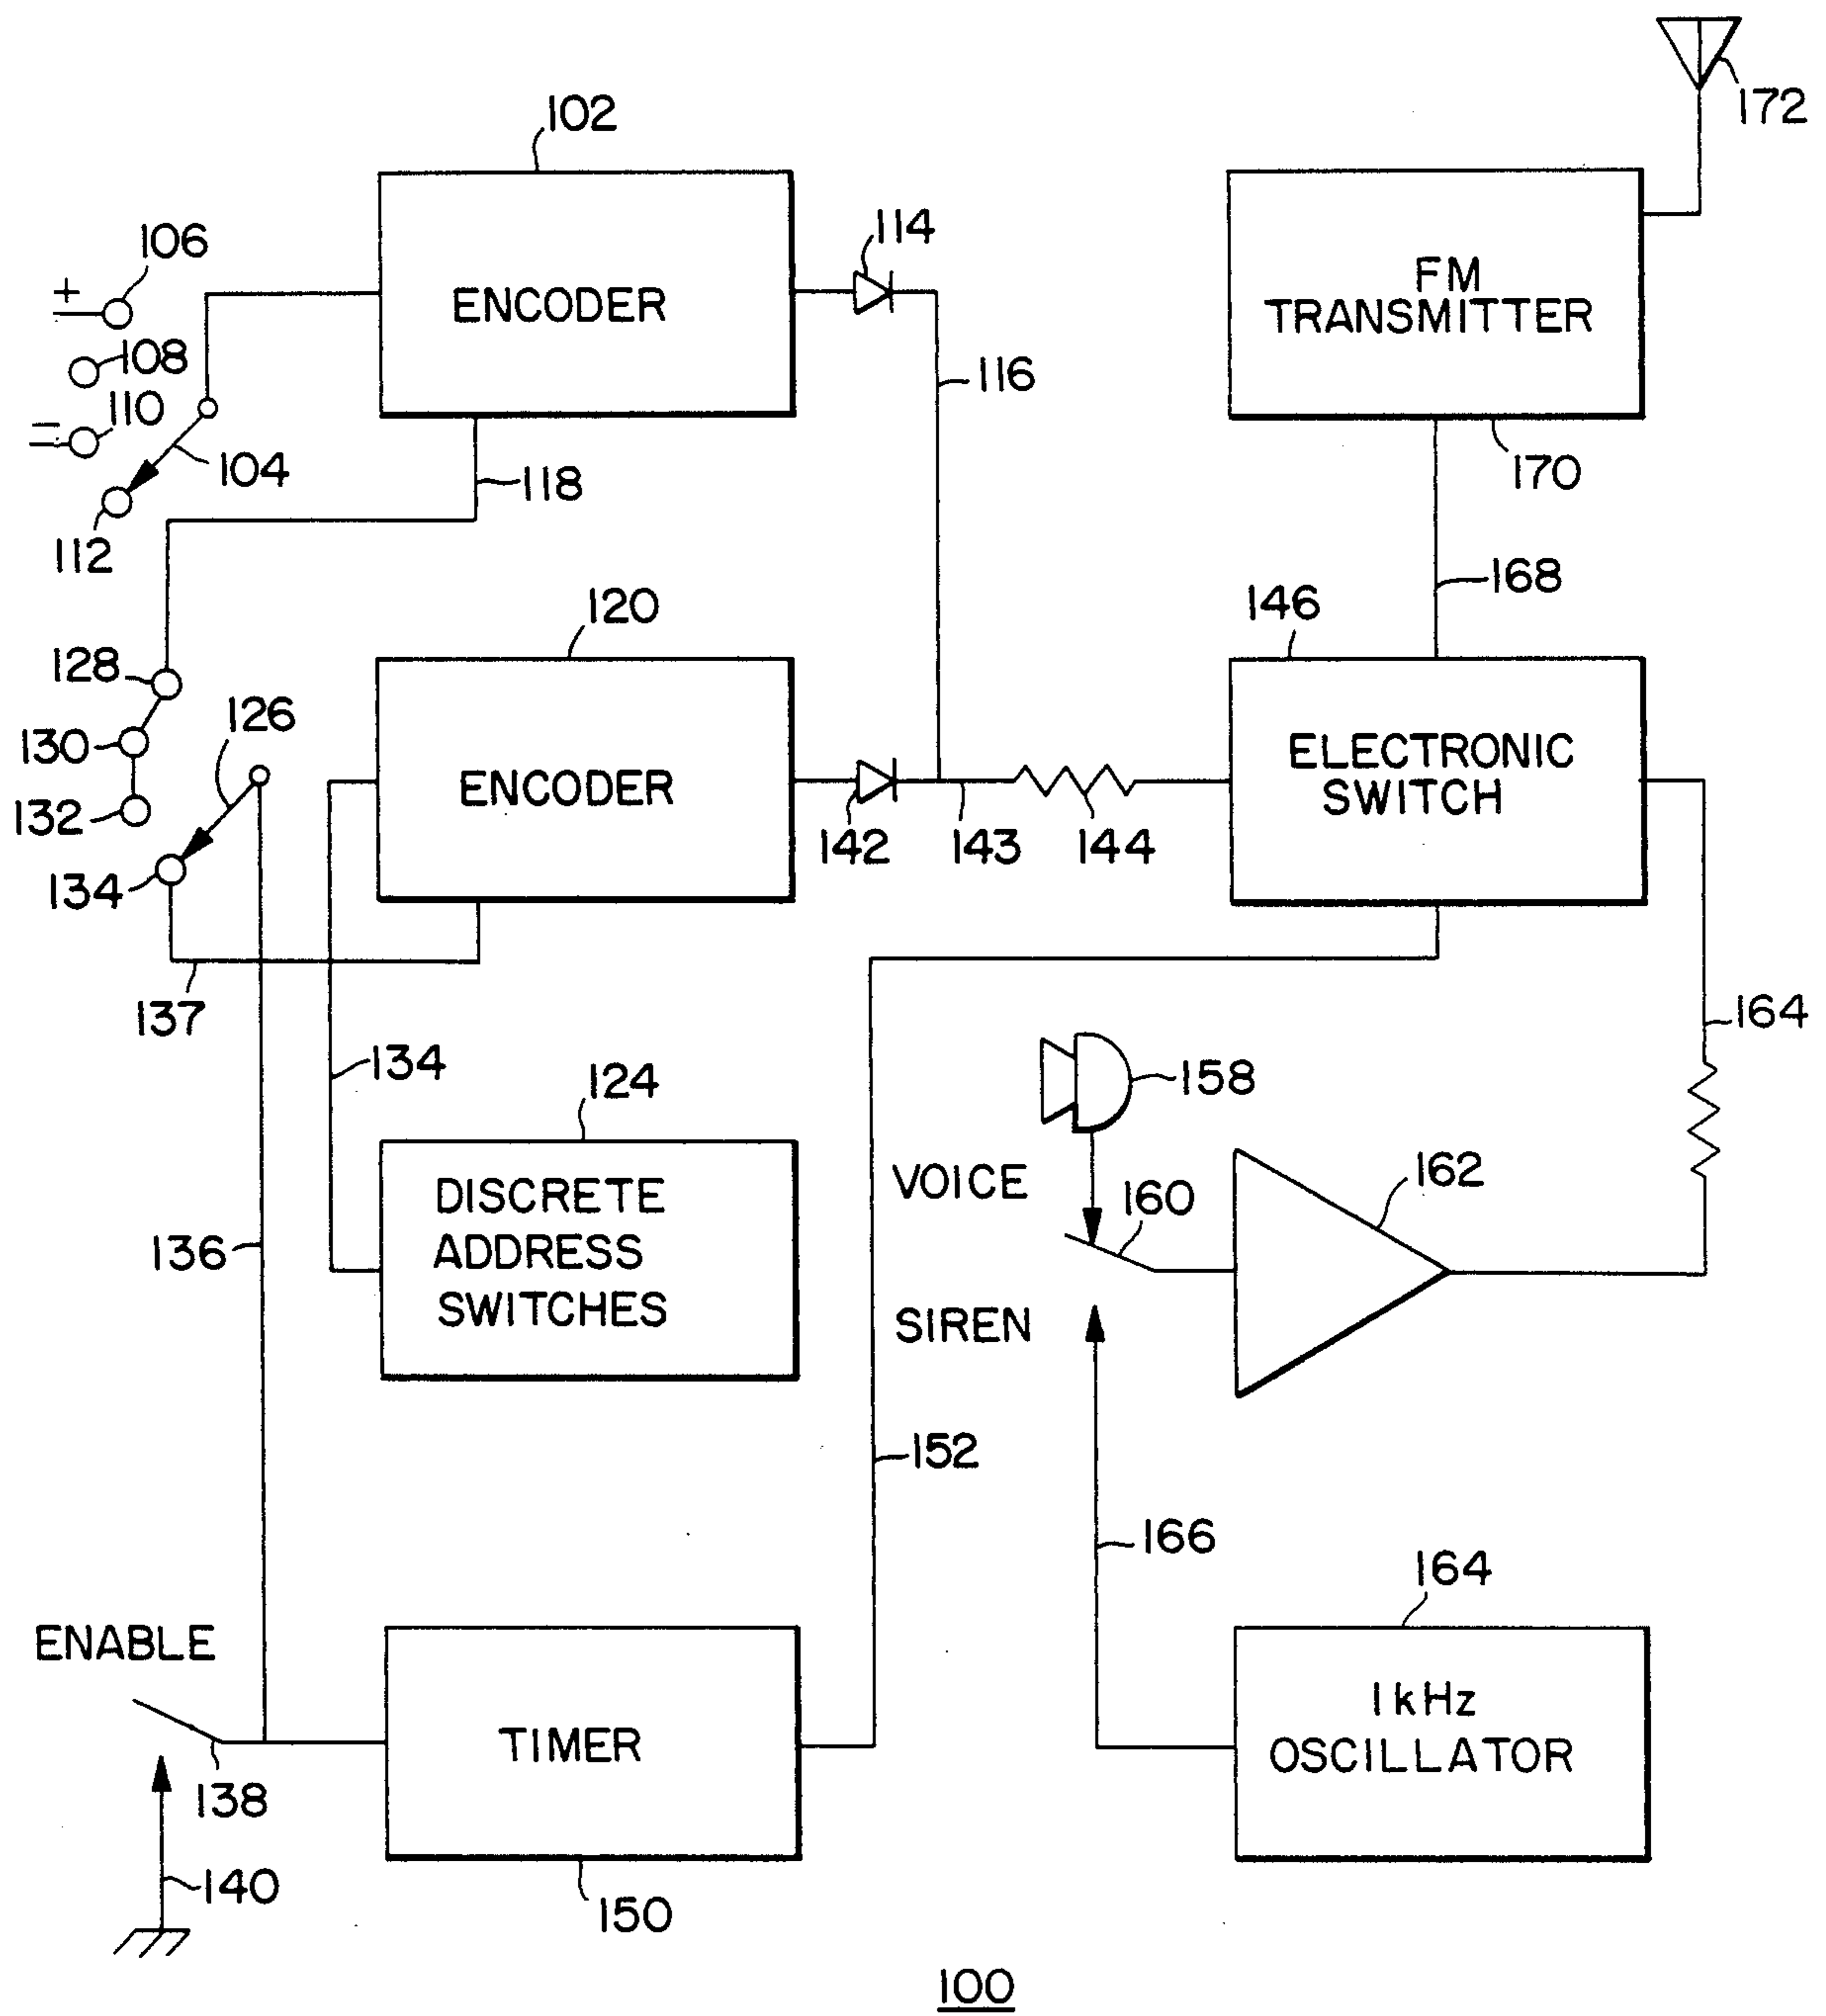 172
102
114
106
+
ENCODER
FM
TRANSMITTER
108
116
110
−
104
118
170
112
168
120
146
128
126
130
ENCODER
ELECTRONIC
SWITCH
132
142
143
144
134
137
164
134
158
124
VOICE
160
162
DISCRETE
ADDRESS
SWITCHES
136
SIREN
152
166
164
ENABLE
TIMER
1kHz
OSCILLATOR
138
140
150
100